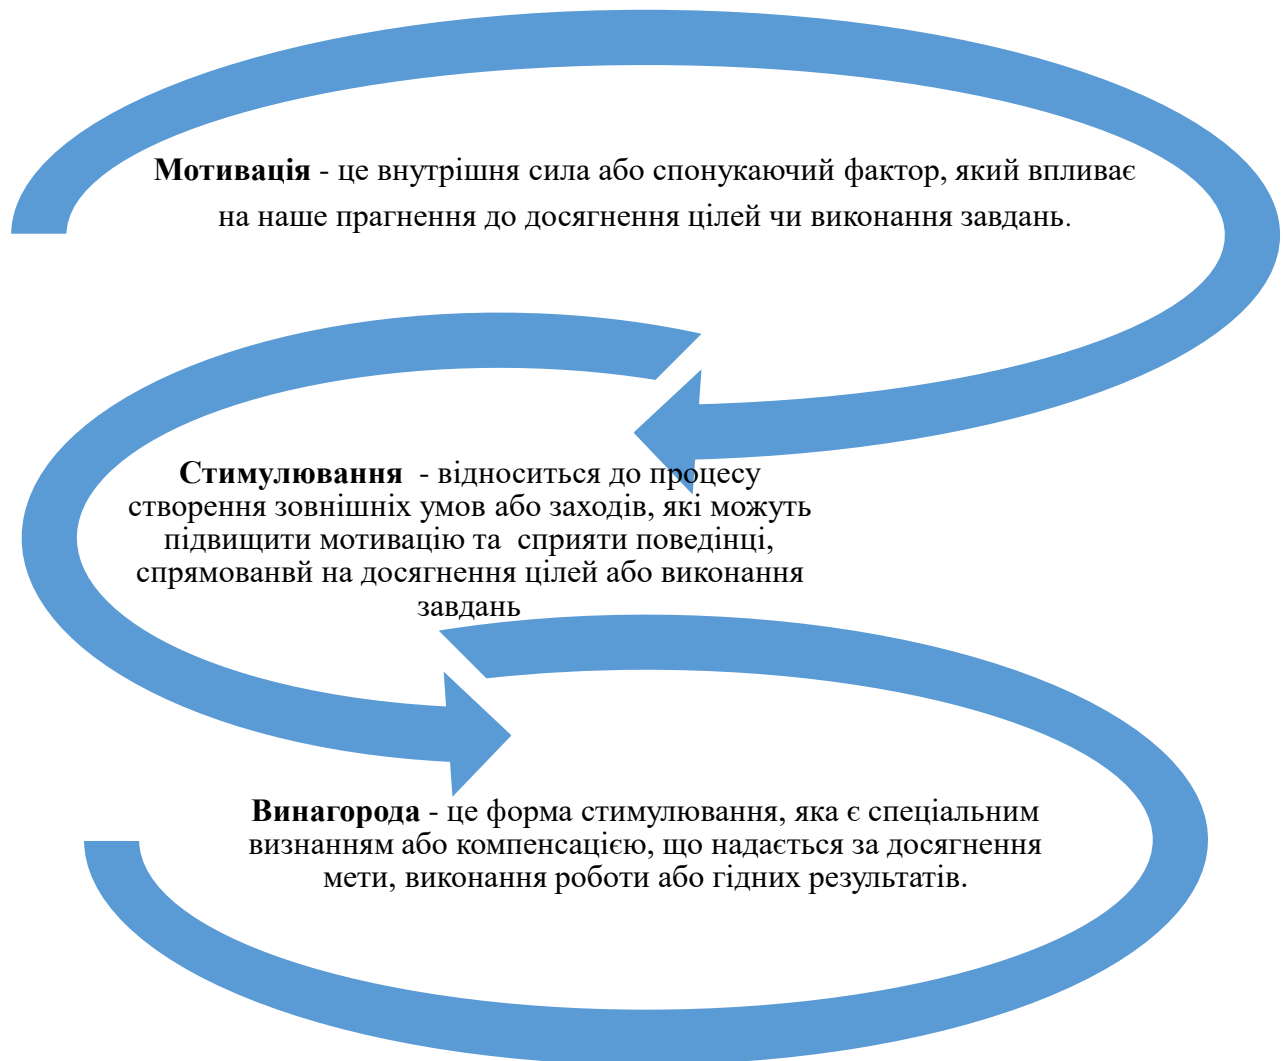 Мотивація - це внутрішня сила або спонукаючий фактор, який впливає
на наше прагнення до досягнення цілей чи виконання завдань.
Стимулювання - відноситься до процесу
створення зовнішніх умов або заходів, які можуть
підвищити мотивацію та сприяти поведінці,
спрямованвй на досягнення цілей або виконання
завдань
Винагорода - це форма стимулювання, яка є спеціальним
визнанням або компенсацією, що надається за досягнення
мети, виконання роботи або гідних результатів.